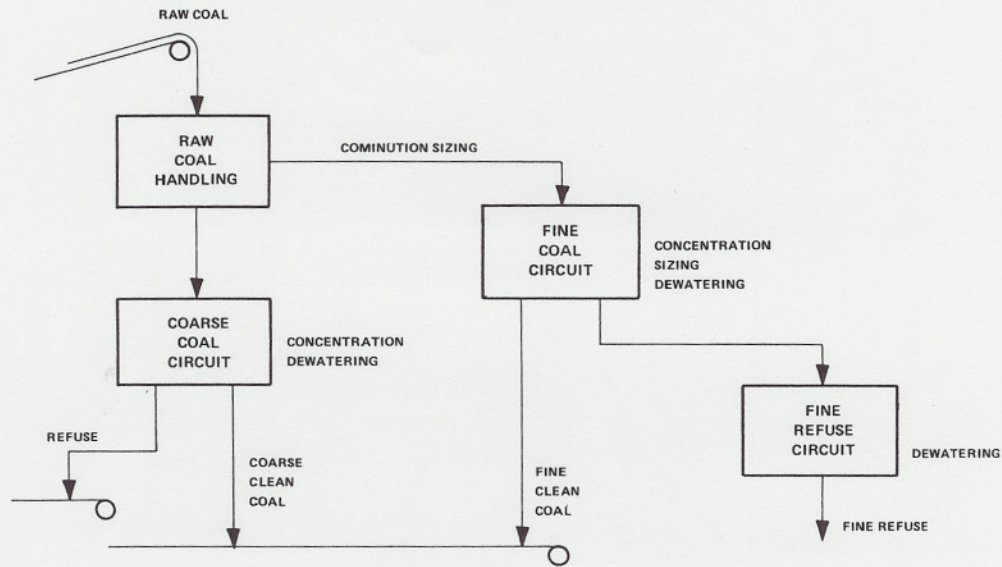 RAW COAL
RAW
COAL
HANDLING
COMINUTION SIZING
FINE
COAL
CIRCUIT
CONCENTRATION
SIZING
DEWATERING
COARSE
COAL
CIRCUIT
CONCENTRATION
DEWATERING
FINE
REFUSE
CIRCUIT
DEWATERING
REFUSE
COARSE
CLEAN
COAL
FINE
CLEAN
COAL
FINE REFUSE